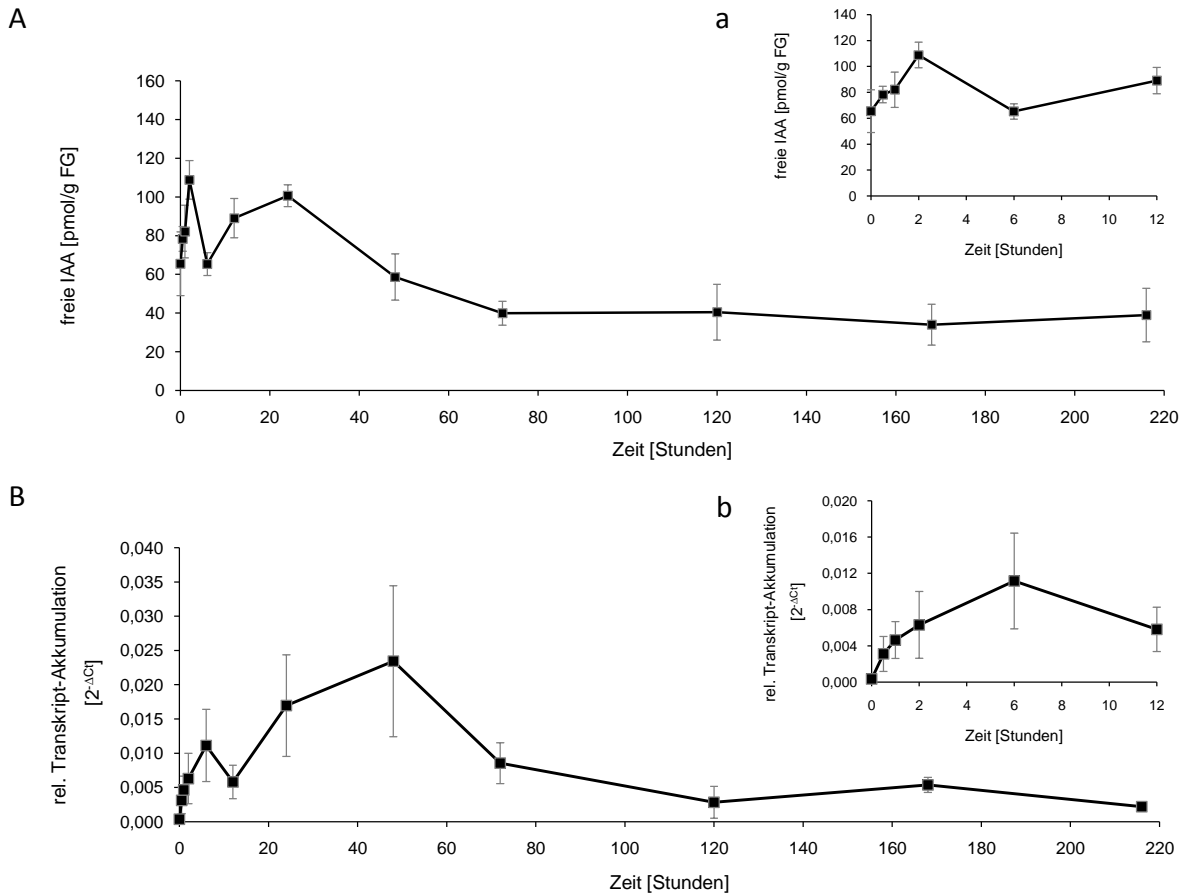 A
freie IAA [pmol/g FG]
160
140
120
100
80
60
40
20
0
0 20 40 60 80 100 120 140 160 180 200 220
Zeit [Stunden]
a
freie IAA [pmol/g FG]
140
120
100
80
60
40
20
0
0 2 4 6 8 10 12
Zeit [Stunden]
B
rel. Transkript-Akkumulation
[2-ΔCt]
0,040
0,035
0,030
0,025
0,020
0,015
0,010
0,005
0,000
0 20 40 60 80 100 120 140 160 180 200 220
Zeit [Stunden]
b
rel. Transkript-Akkumulation
[2-ΔCt]
0,020
0,016
0,012
0,008
0,004
0,000
0 2 4 6 8 10 12
Zeit [Stunden]